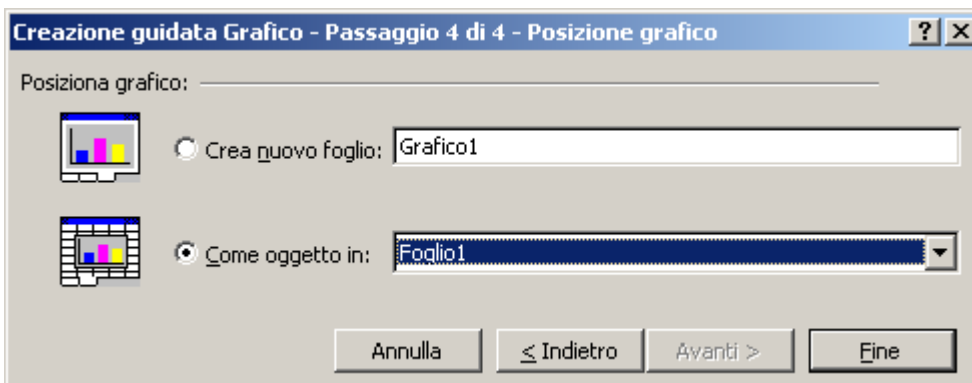 Creazione guidata Grafico - Passaggio 4 di 4 - Posizione grafico
Posiziona grafico:
Crea nuovo foglio: Grafico1
Come oggetto in: Foglio1
Annulla < Indietro Avanti > Fine